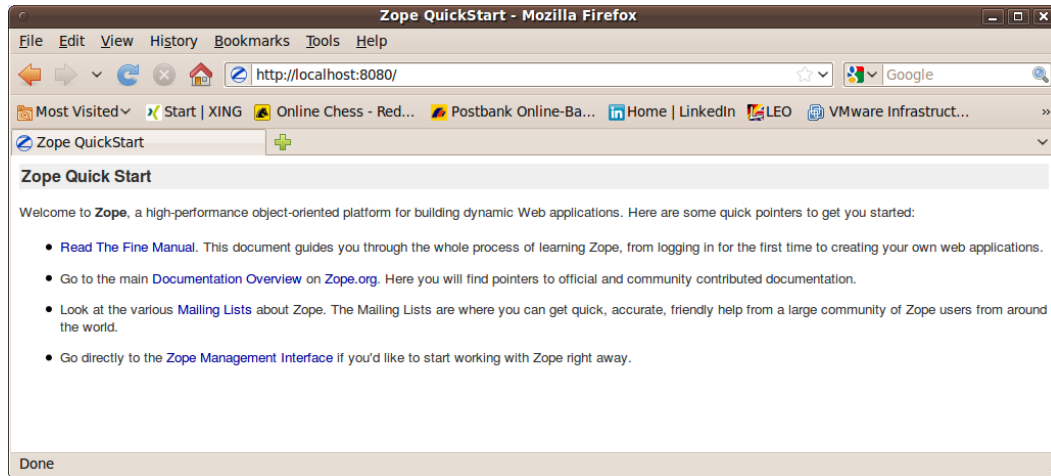 Zope QuickStart - Mozilla Firefox
File Edit View History Bookmarks Tools Help
http://localhost:8080/ Google
Most Visited Start | XING Online Chess - Red... Postbank Online-Ba... Home | LinkedIn LEO VMware Infrastruct... »
Zope QuickStart
Zope Quick Start
Welcome to Zope, a high-performance object-oriented platform for building dynamic Web applications. Here are some quick pointers to get you started:
• Read The Fine Manual. This document guides you through the whole process of learning Zope, from logging in for the first time to creating your own web applications.
• Go to the main Documentation Overview on Zope.org. Here you will find pointers to official and community contributed documentation.
• Look at the various Mailing Lists about Zope. The Mailing Lists are where you can get quick, accurate, friendly help from a large community of Zope users from around
the world.
• Go directly to the Zope Management Interface if you'd like to start working with Zope right away.
Done